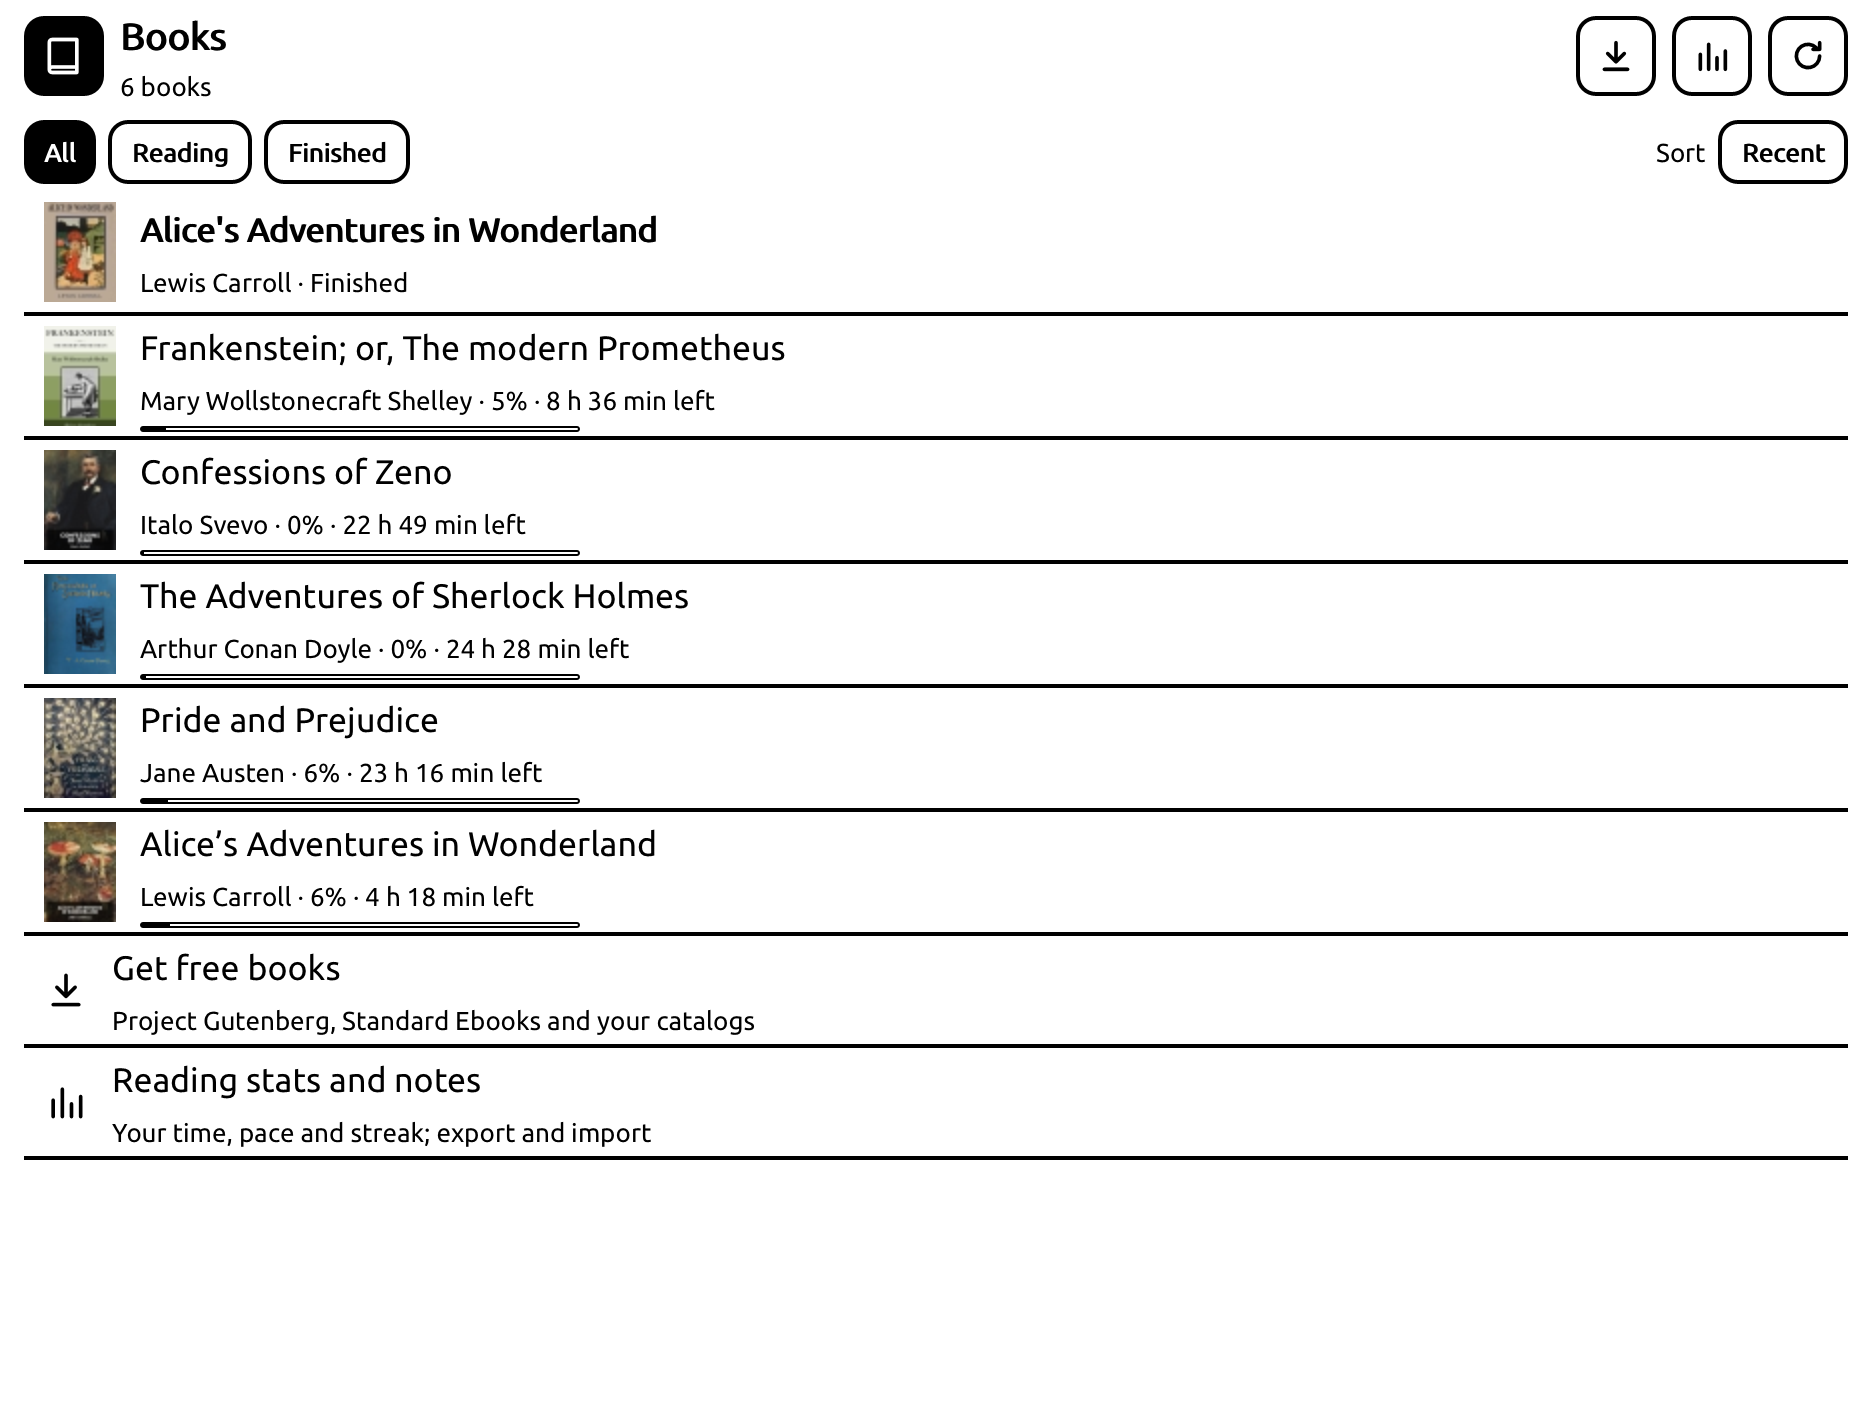 Books
6 books
All
Reading
Finished
Sort
Recent
Alice's Adventures in Wonderland
Lewis Carroll · Finished
FRANKENSTEIN
Frankenstein; or, The modern Prometheus
Mary Wollstonecraft Shelley · 5% · 8 h 36 min left
Confessions of Zeno
Italo Svevo · 0% · 22 h 49 min left
The Adventures of Sherlock Holmes
Arthur Conan Doyle · 0% · 24 h 28 min left
Pride and Prejudice
Jane Austen · 6% · 23 h 16 min left
Alice’s Adventures in Wonderland
Lewis Carroll · 6% · 4 h 18 min left
Get free books
Project Gutenberg, Standard Ebooks and your catalogs
Reading stats and notes
Your time, pace and streak; export and import